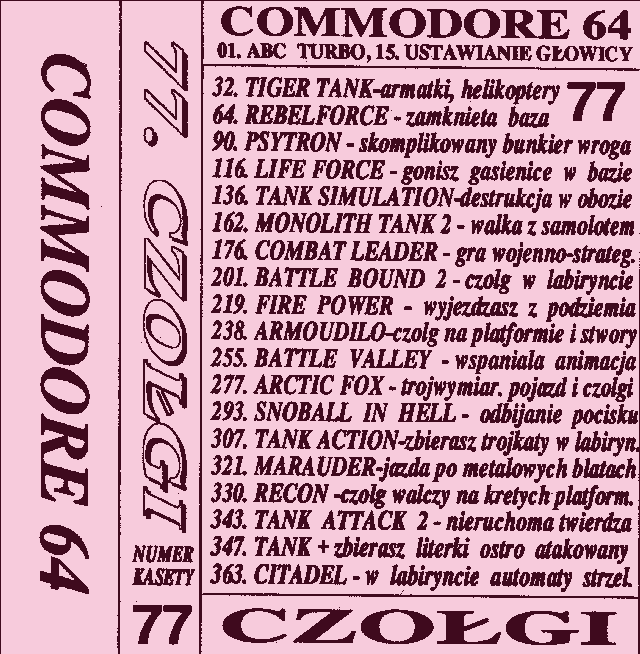 COMMODORE 64
77. CZOŁGI
NUMER
KASETY
77
COMMODORE 64
01. ABC TURBO, 15. USTAWIANIE GŁOWICY
77
32. TIGER TANK-armatki, helikoptery
64. REBELFORCE - zamknieta baza
90. PSYTRON - skomplikowany bunkier wroga
116. LIFE FORCE - gonisz gasienice w bazie
136. TANK SIMULATION-destrukcja w obozie
162. MONOLITH TANK 2 - walka z samolotem
176. COMBAT LEADER - gra wojenno-strateg.
201. BATTLE BOUND 2 - czolg w labiryncie
219. FIRE POWER - wyjezdzasz z podziemia
238. ARMOUDILO-czolg na platformie i stwory
255. BATTLE VALLEY - wspaniala animacja
277. ARCTIC FOX - trojwymiar. pojazd i czolgi
293. SNOBALL IN HELL - odbijanie pocisku
307. TANK ACTION-zbierasz trojkaty w labiryn.
321. MARAUDER-jazda po metalowych blatach
330. RECON -czolg walczy na kretych platform.
343. TANK ATTACK 2 - nieruchoma twierdza
347. TANK + zbierasz literki ostro atakowany
363. CITADEL - w labiryncie automaty strzel.
CZOŁGI